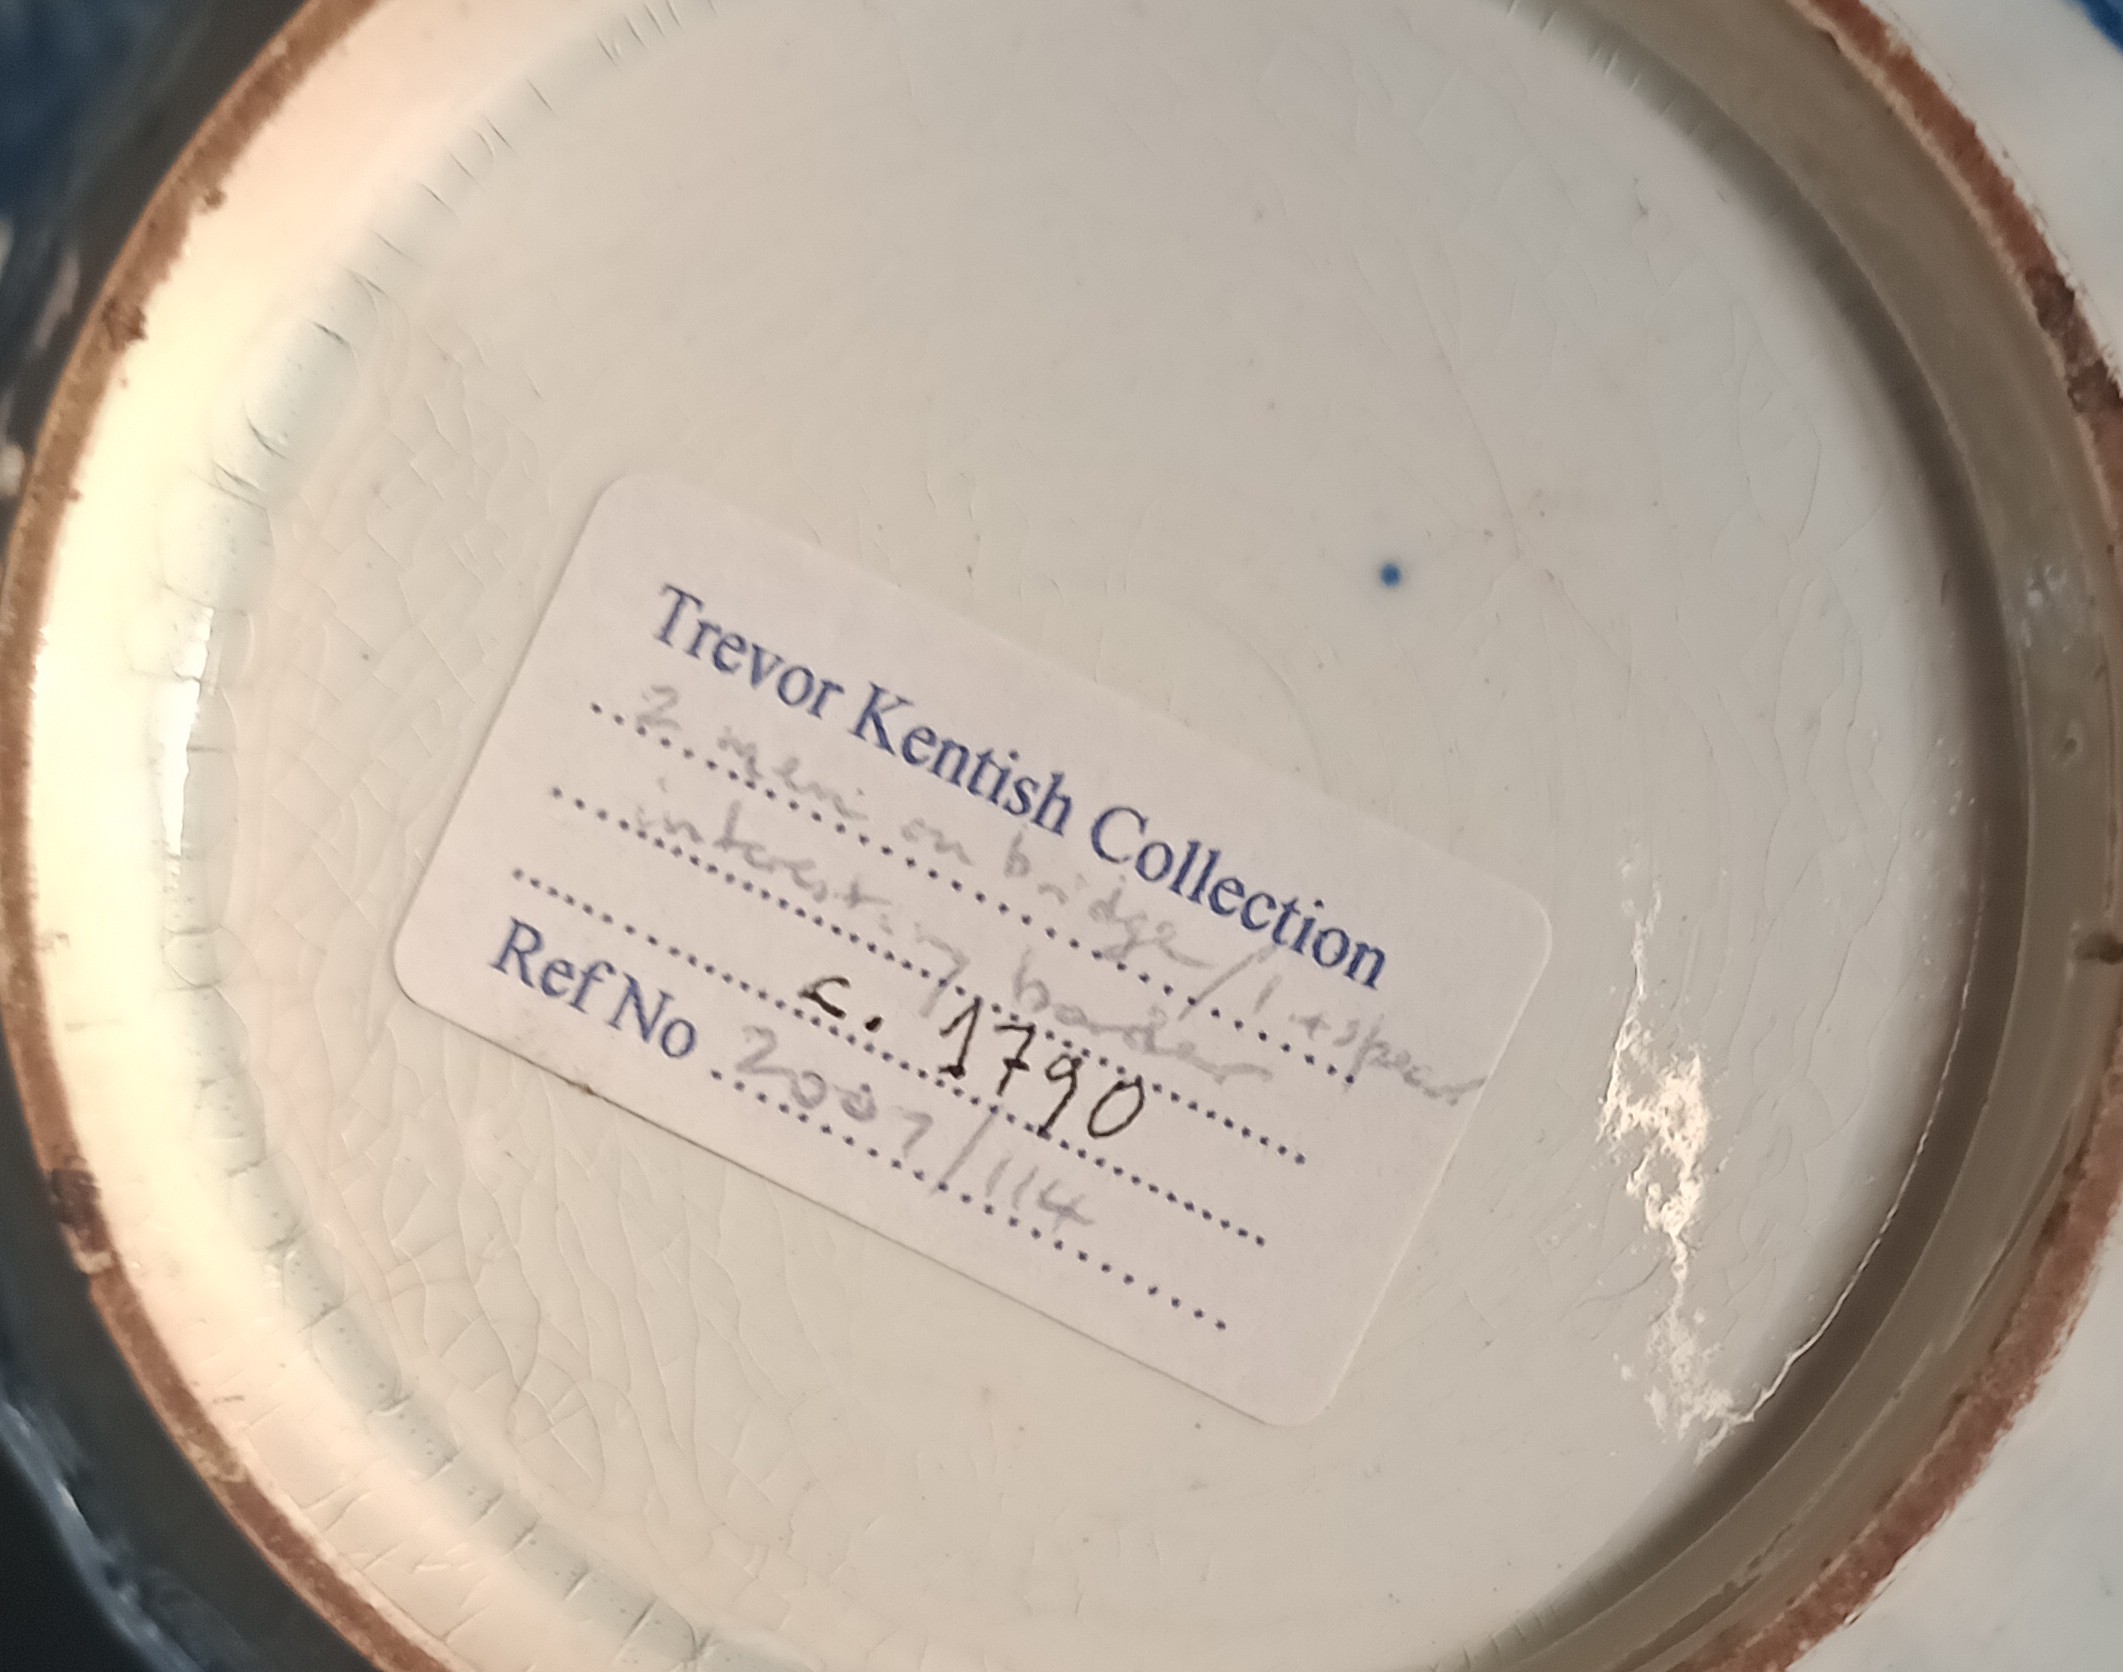 Trevor Kentish Collection
2 men on bridge/1 + spear
interesting border
c. 1790
Ref No 2007/114